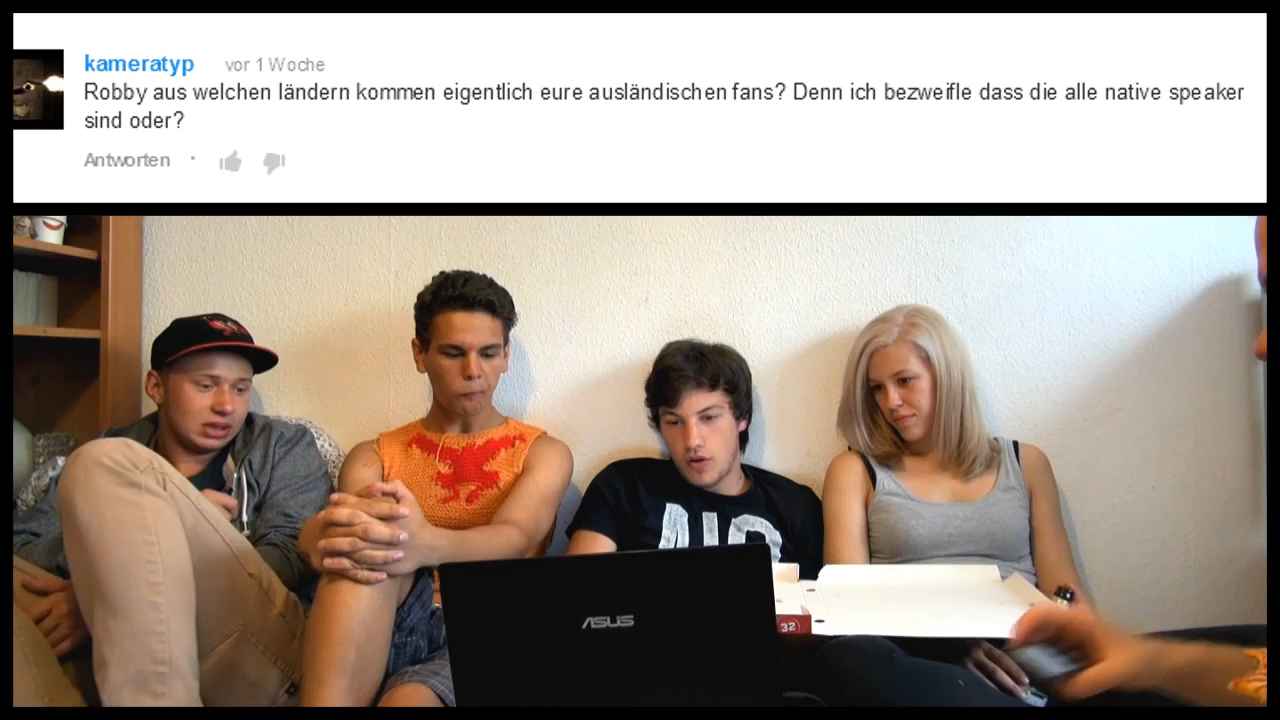 kameratyp vor 1 Woche
Robby aus welchen ländern kommen eigentlich eure ausländischen fans? Denn ich bezweifle dass die alle native speaker
sind oder?
Antworten ·
ASUS
32